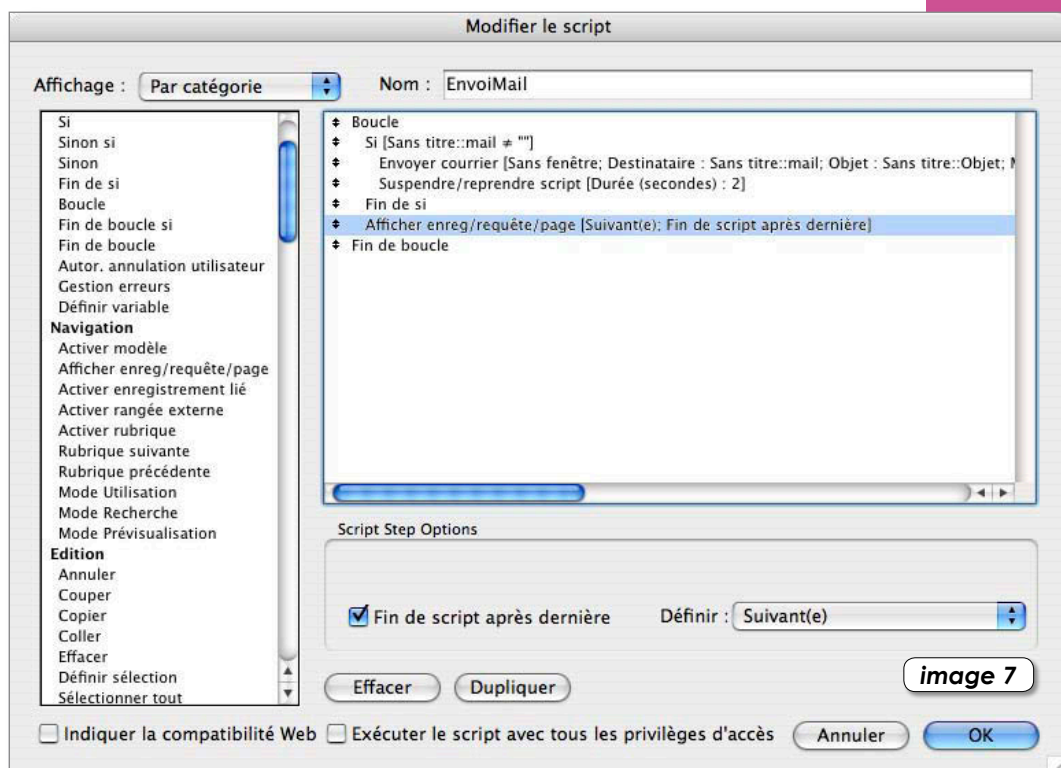 Modifier le script
Affichage : Par catégorie Nom : EnvoiMail
Si
Sinon si
Sinon
Fin de si
Boucle
Fin de boucle si
Fin de boucle
Autor. annulation utilisateur
Gestion erreurs
Définir variable
Navigation
Activer modèle
Afficher enreg/requête/page
Activer enregistrement lié
Activer rangée externe
Activer rubrique
Rubrique suivante
Rubrique précédente
Mode Utilisation
Mode Recherche
Mode Prévisualisation
Edition
Annuler
Couper
Copier
Coller
Effacer
Définir sélection
Sélectionner tout
Boucle
Si [Sans titre::mail ≠ ""]
Envoyer courrier [Sans fenêtre; Destinataire : Sans titre::mail; Objet : Sans titre::Objet;
Suspendre/reprendre script [Durée (secondes) : 2]
Fin de si
Afficher enreg/requête/page [Suivant(e); Fin de script après dernière]
Fin de boucle
Script Step Options
Fin de script après dernière Définir : Suivant(e)
Effacer Dupliquer
image 7
Indiquer la compatibilité Web Exécuter le script avec tous les privilèges d'accès Annuler OK